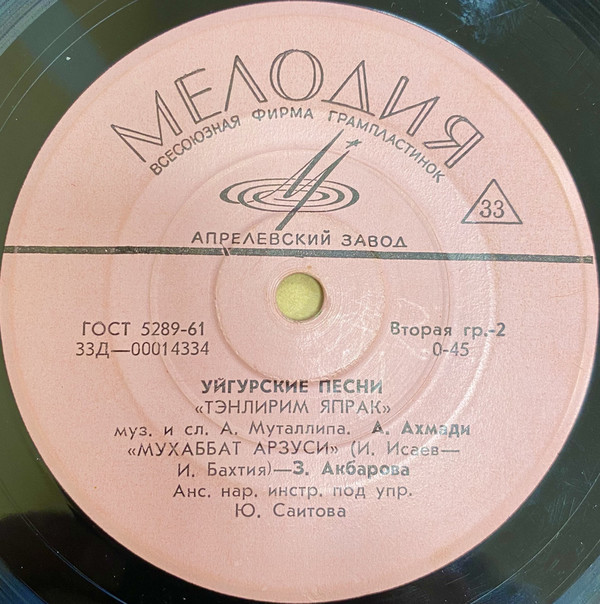 МЕЛОДИЯ
ВСЕСОЮЗНАЯ ФИРМА ГРАМПЛАСТИНОК
33
АПРЕЛЕВСКИЙ ЗАВОД
ГОСТ 5289-61 Вторая гр.-2
33Д—00014334 0-45
УЙГУРСКИЕ ПЕСНИ
«ТЭНЛИРИМ ЯПРАК»
муз. и сл. А. Муталлипа. А. Ахмади
«МУХАББАТ АРЗУСИ» (И. Исаев—
И. Бахтия)—З. Акбарова
Анс. нар. инстр. под упр.
Ю. Саитова